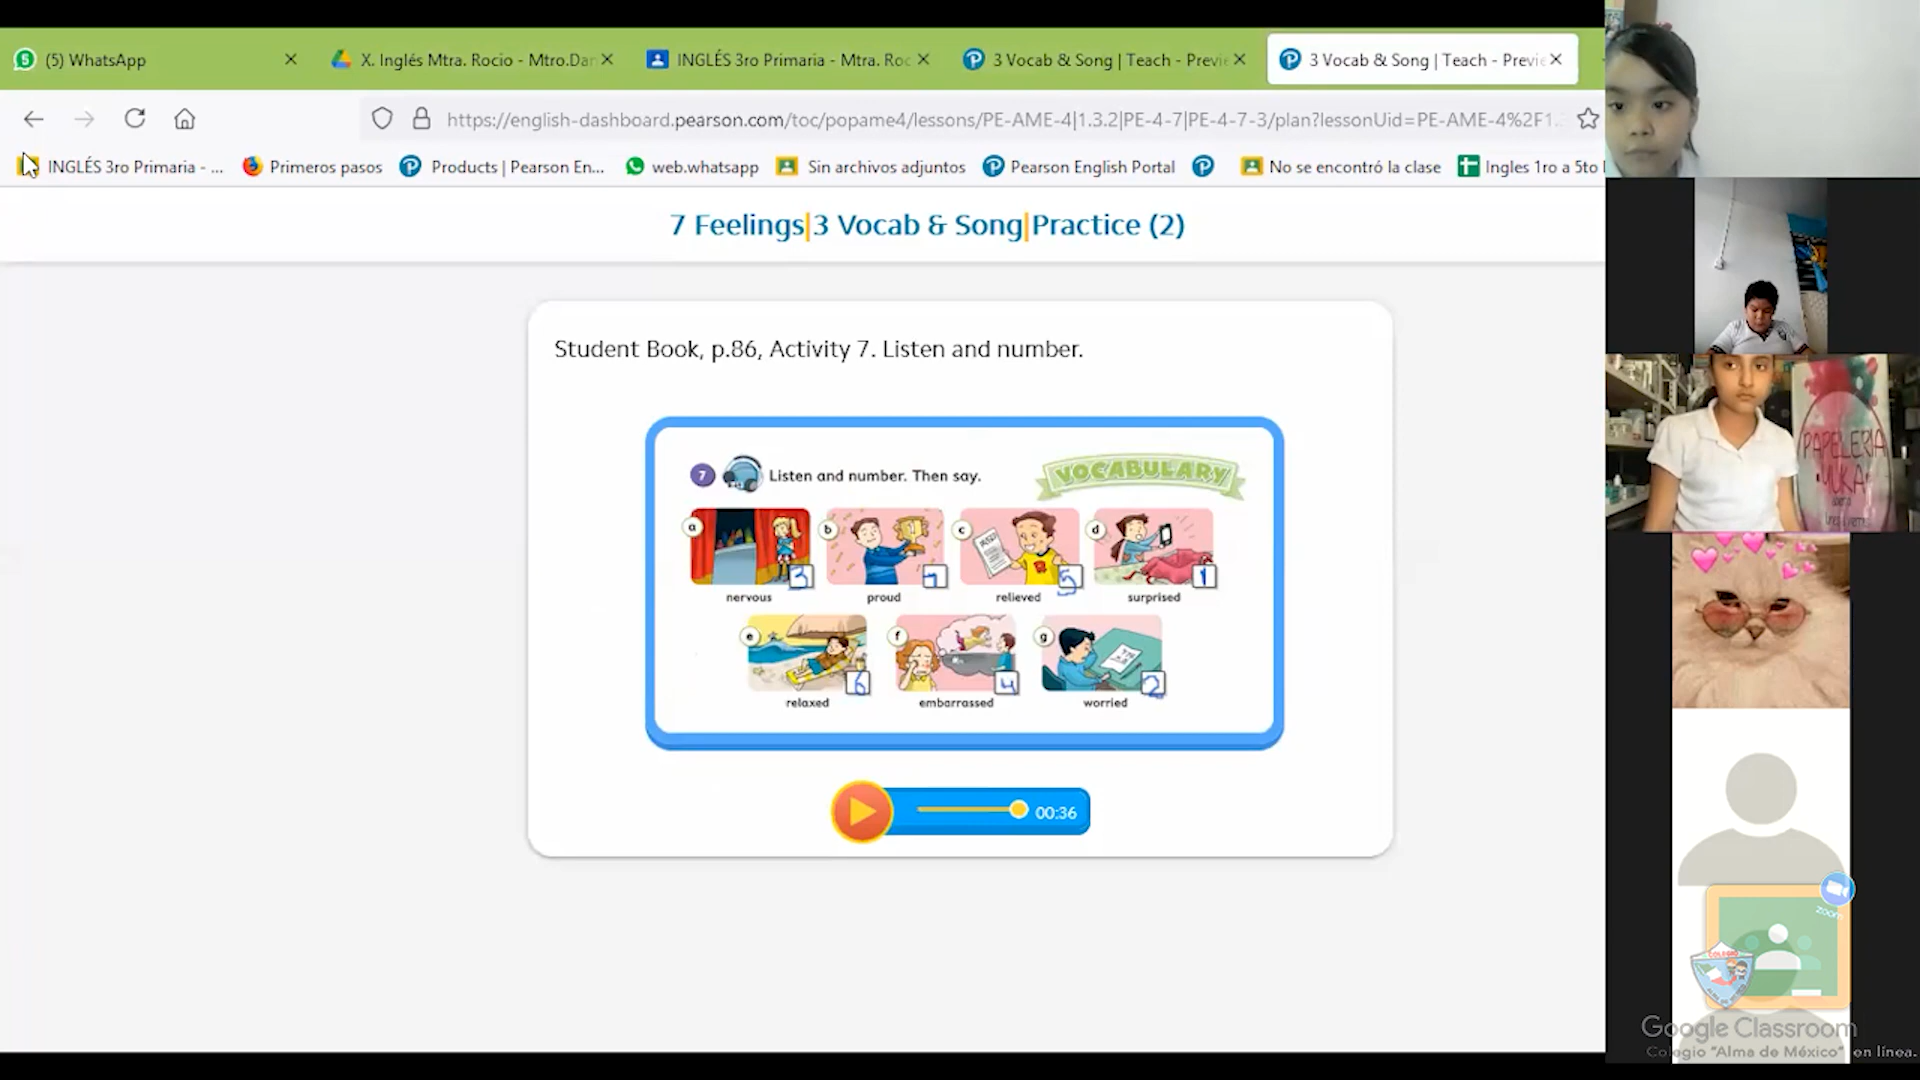 (5) WhatsApp
X. Inglés Mtra. Rocio - Mtro.Dar
INGLÉS 3ro Primaria - Mtra. Roc
3 Vocab & Song | Teach - Previe
3 Vocab & Song | Teach - Previe
https://english-dashboard.pearson.com/toc/popame4/lessons/PE-AME-4|1.3.2|PE-4-7|PE-4-7-3/plan?lessonUid=PE-AME-4%2F1.
INGLÉS 3ro Primaria - ...
Primeros pasos
Products | Pearson En...
web.whatsapp
Sin archivos adjuntos
Pearson English Portal
No se encontró la clase
Ingles 1ro a 5to
7 Feelings|3 Vocab & Song|Practice (2)
Student Book, p.86, Activity 7. Listen and number.
7 Listen and number. Then say.
VOCABULARY
a 3
b 7
c 5
d 1
nervous
proud
relieved
surprised
e 6
f 4
g 2
relaxed
embarrassed
worried
00:36
PAPELERIA
zoom
COLEGIO
Google Classroom
Colegio "Alma de México" en línea.